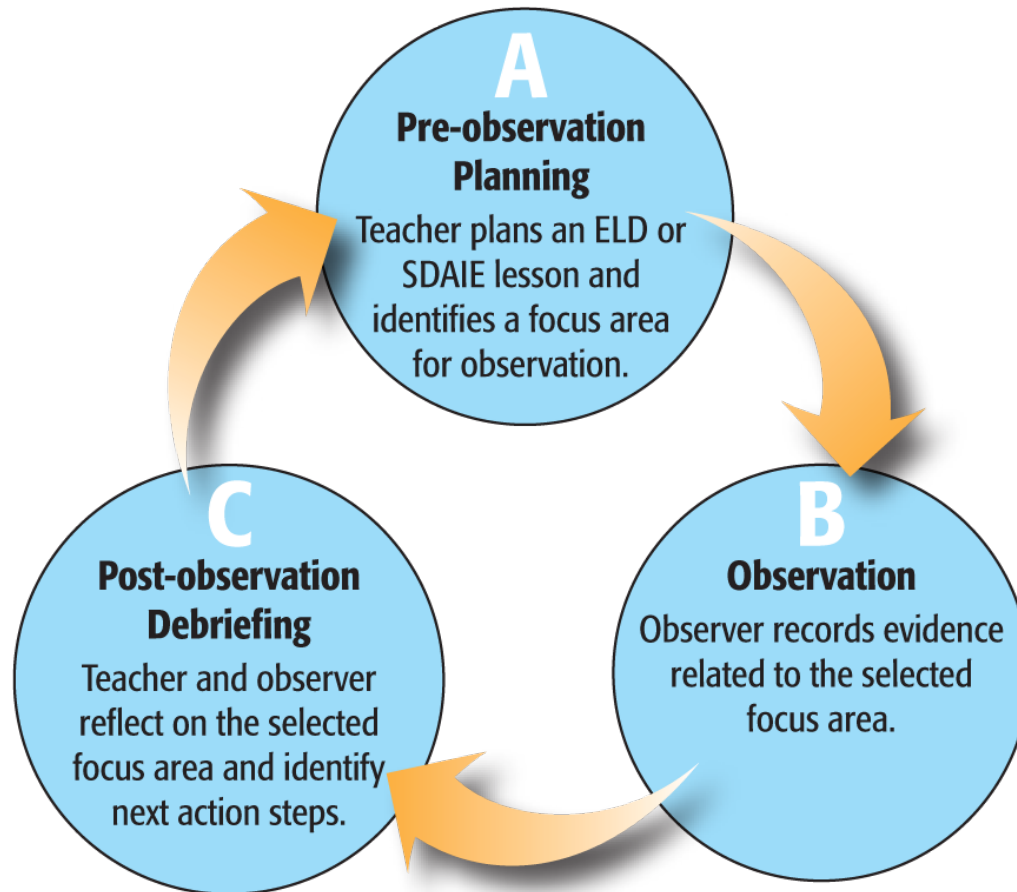 A
Pre-observation
Planning
Teacher plans an ELD or
SDAIE lesson and
identifies a focus area
for observation.
B
Observation
Observer records evidence
related to the selected
focus area.
C
Post-observation
Debriefing
Teacher and observer
reflect on the selected
focus area and identify
next action steps.